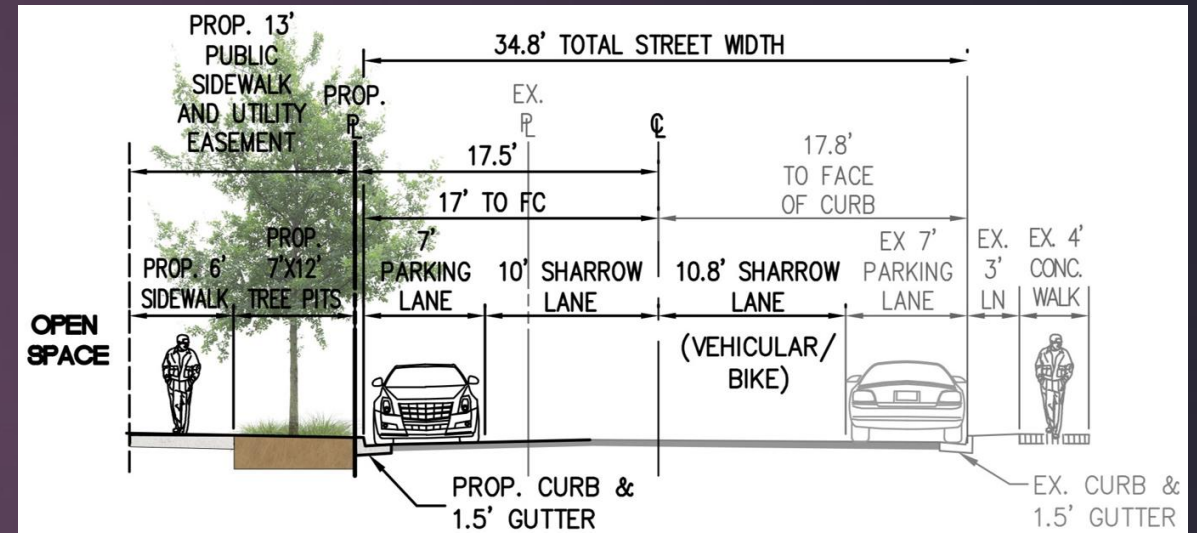 PROP. 13'
PUBLIC
SIDEWALK
AND UTILITY
EASEMENT
PROP.
PL
34.8' TOTAL STREET WIDTH
EX.
PL
CL
17.5'
17' TO FC
17.8'
TO FACE
OF CURB
OPEN
SPACE
PROP. 6'
SIDEWALK
PROP.
7'X12'
TREE PITS
7'
PARKING
LANE
10' SHARROW
LANE
10.8' SHARROW
LANE
(VEHICULAR/
BIKE)
EX 7'
PARKING
LANE
EX.
3'
LN
EX. 4'
CONC.
WALK
PROP. CURB &
1.5' GUTTER
EX. CURB &
1.5' GUTTER